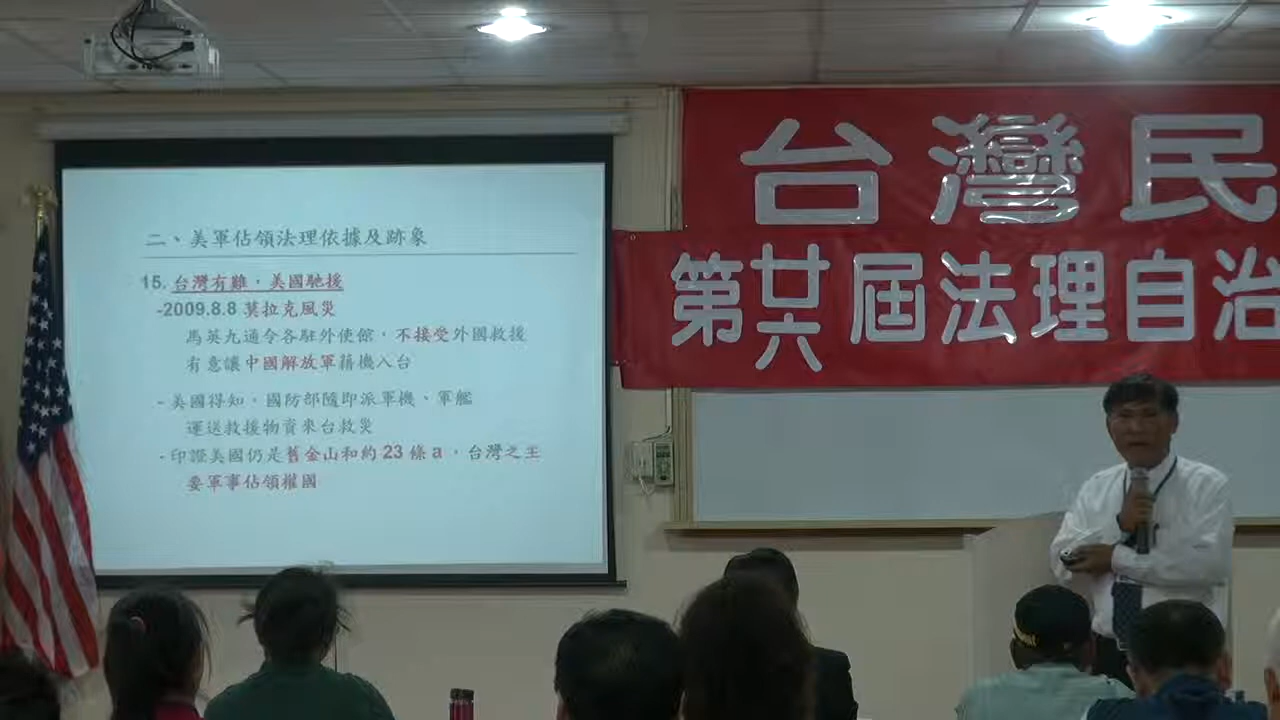 二、美軍佔領法理依據及跡象
15. 台灣有難，美國馳援
-2009.8.8 莫拉克風災
馬英九通令各駐外使館，不接受外國救援
有意讓中國解放軍藉機入台
- 美國得知，國防部隨即派軍機、軍艦
運送救援物資來台救災
- 印證美國仍是舊金山和約 23 條 a，台灣之主
要軍事佔領權國
台灣民
第廿六屆法理自治